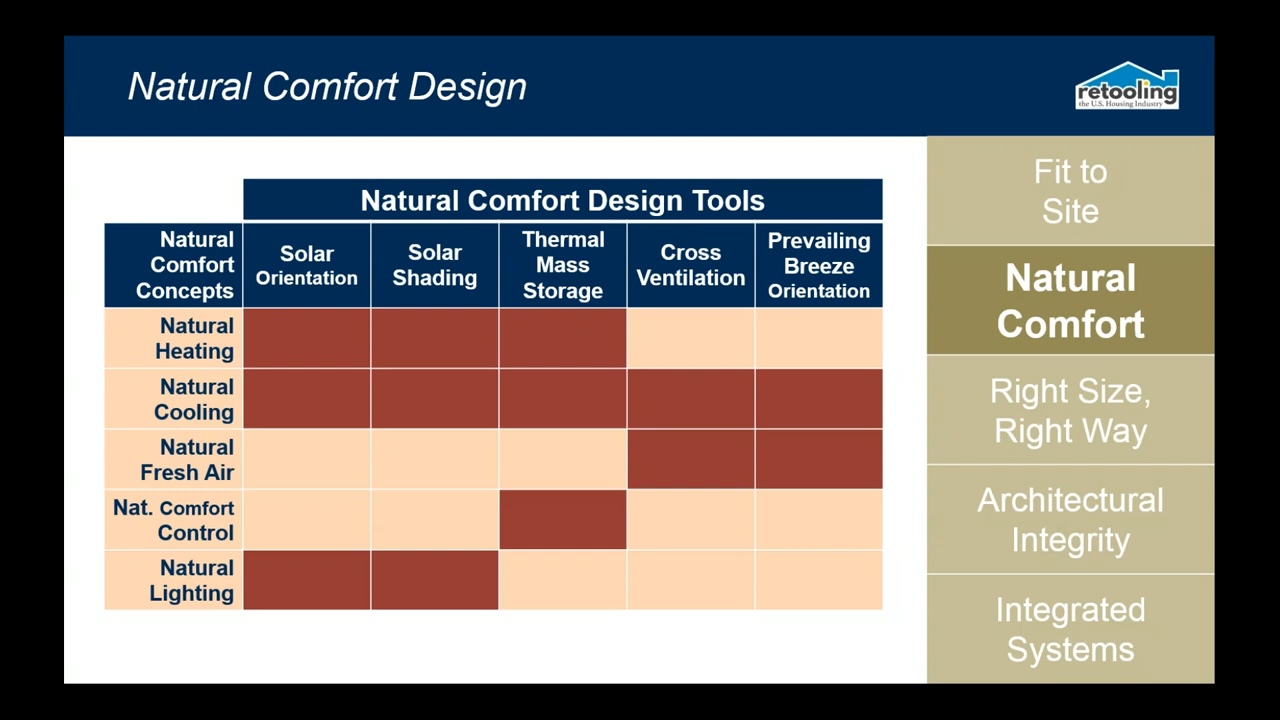 Natural Comfort Design
retooling
the U.S. Housing Industry
Natural Comfort Design Tools
Natural
Comfort
Concepts
Solar
Orientation
Solar
Shading
Thermal
Mass
Storage
Cross
Ventilation
Prevailing
Breeze
Orientation
Natural
Heating
Natural
Cooling
Natural
Fresh Air
Nat. Comfort
Control
Natural
Lighting
Fit to
Site
Natural
Comfort
Right Size,
Right Way
Architectural
Integrity
Integrated
Systems